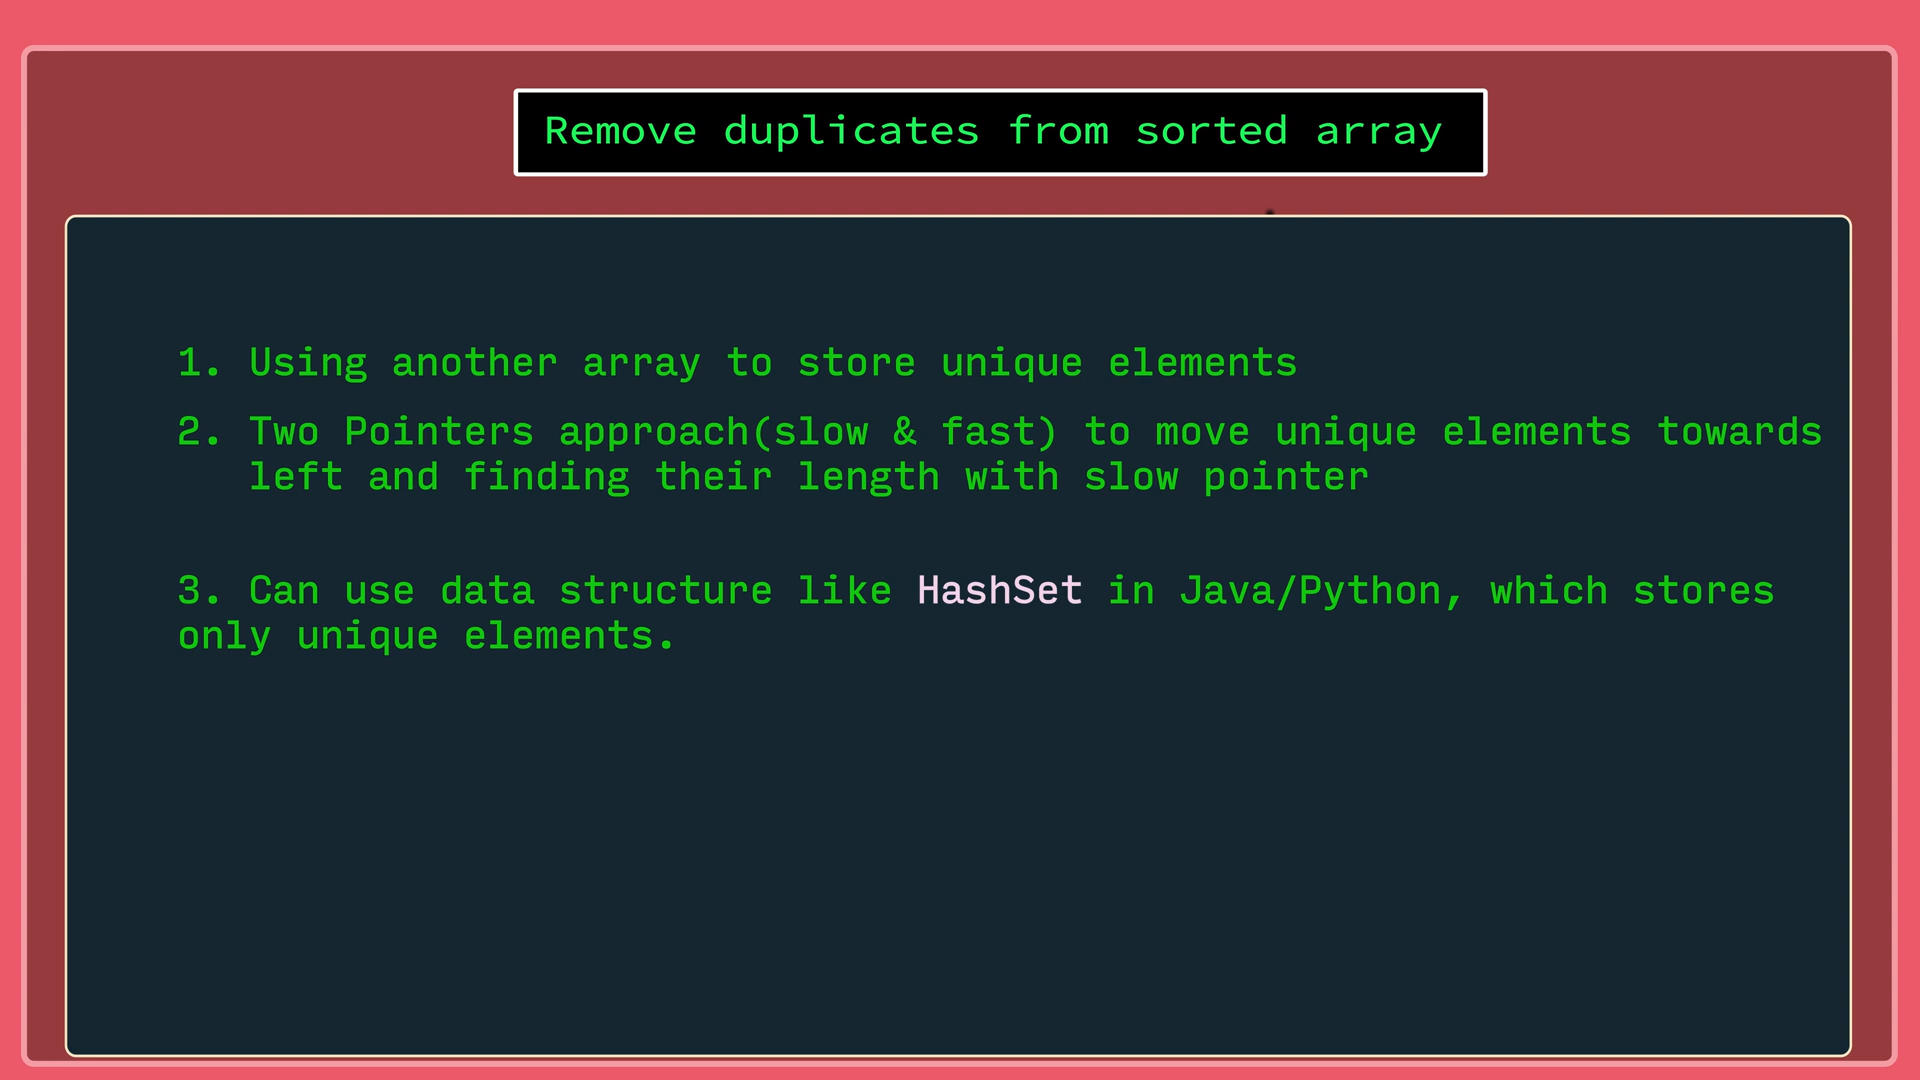 Remove duplicates from sorted array
1. Using another array to store unique elements
2. Two Pointers approach(slow & fast) to move unique elements towards
left and finding their length with slow pointer
3. Can use data structure like HashSet in Java/Python, which stores
only unique elements.